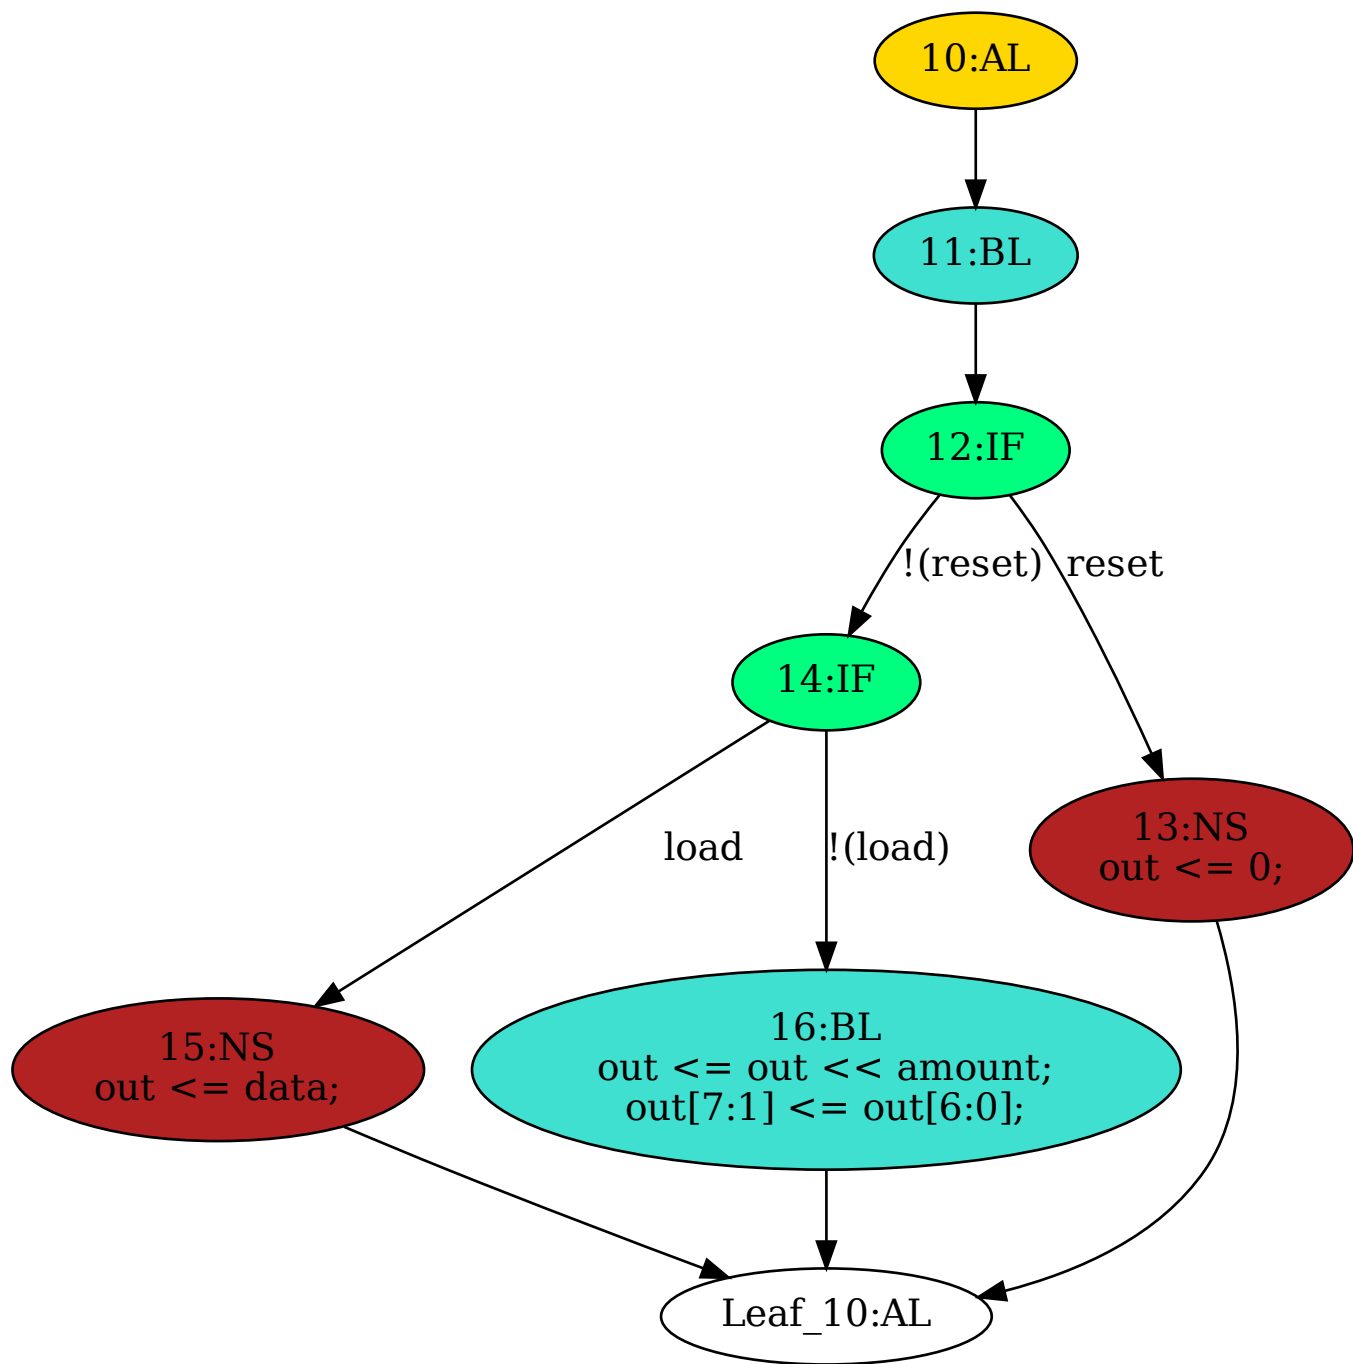 10:AL
11:BL
12:IF
!(reset)
reset
14:IF
load
!(load)
13:NS
out <= 0;
15:NS
out <= data;
16:BL
out <= out << amount;
out[7:1] <= out[6:0];
Leaf_10:AL